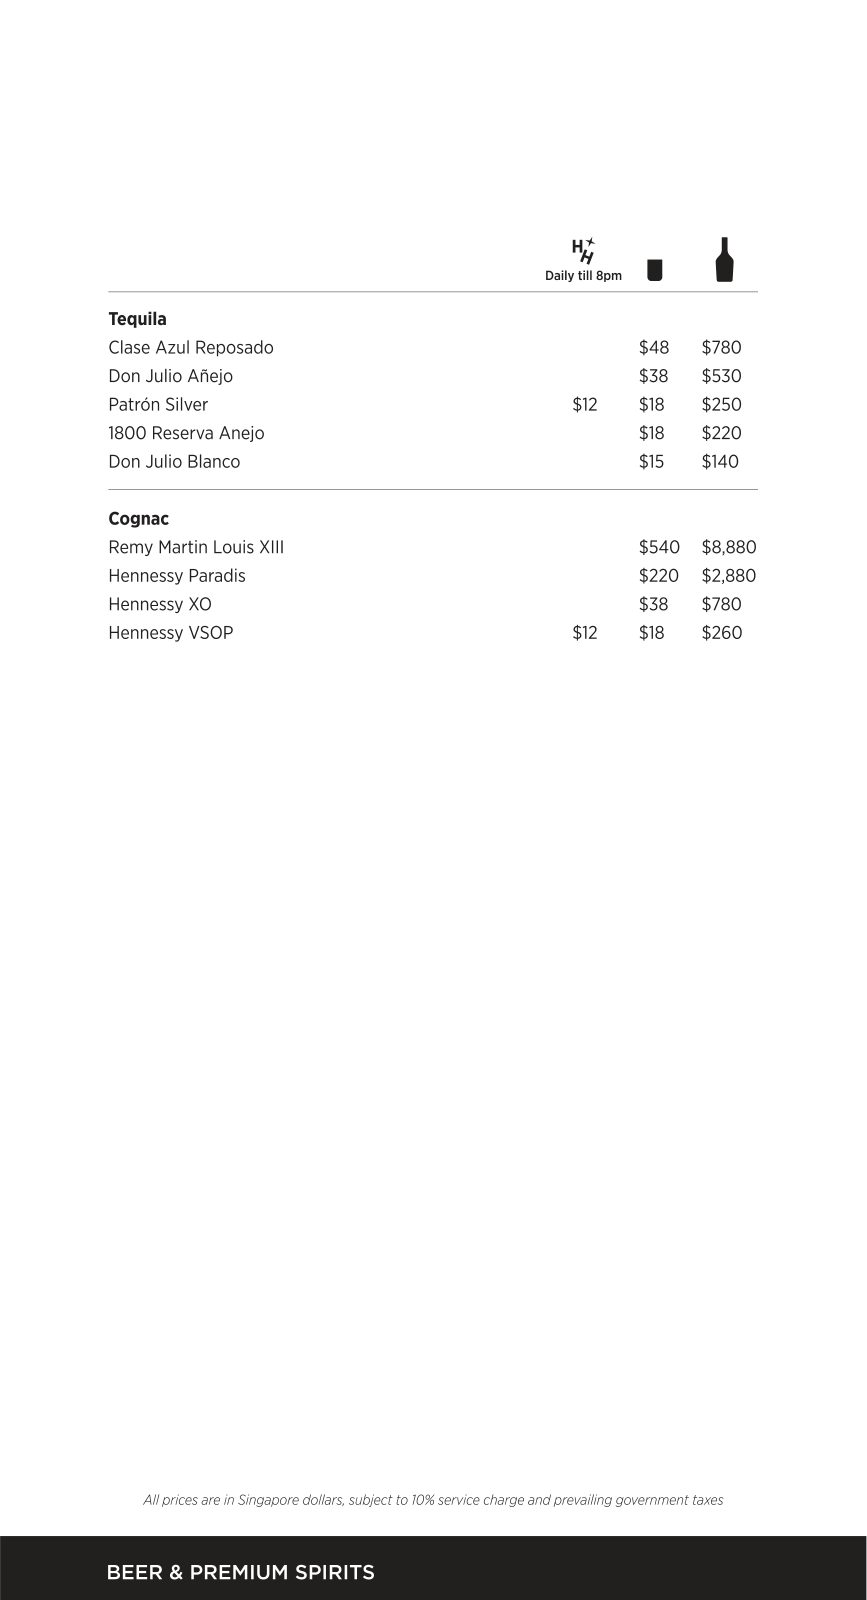 HH
Daily till 8pm
Tequila
Clase Azul Reposado $48 $780
Don Julio Añejo $38 $530
Patrón Silver $12 $18 $250
1800 Reserva Anejo $18 $220
Don Julio Blanco $15 $140
Cognac
Remy Martin Louis XIII $540 $8,880
Hennessy Paradis $220 $2,880
Hennessy XO $38 $780
Hennessy VSOP $12 $18 $260
All prices are in Singapore dollars, subject to 10% service charge and prevailing government taxes
BEER & PREMIUM SPIRITS